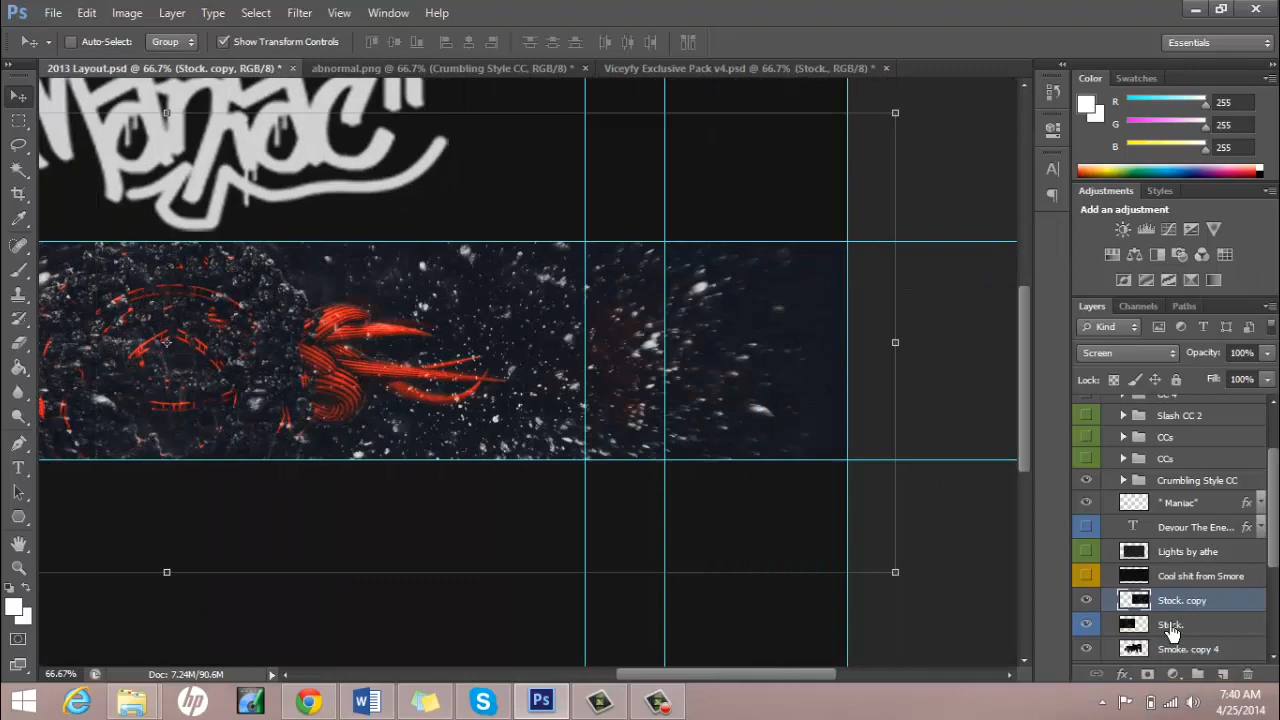 Ps File Edit Image Layer Type Select Filter View Window Help
Auto-Select: Group Show Transform Controls Essentials
2013 Layout.psd @ 66.7% (Stock. copy, RGB/8) * × abnormal.png @ 66.7% (Crumbling Style CC, RGB/8) * × Viceyfy Exclusive Pack v4.psd @ 66.7% (Stock., RGB/8) * ×
Color Swatches
R 255
G 255
B 255
Adjustments Styles
Add an adjustment
Layers Channels Paths
Kind
Screen Opacity: 100%
Lock: Fill: 100%
Slash CC 2
CCs
CCs
Crumbling Style CC
"Maniac" fx
T Devour The Ene... fx
Lights by athe
Cool shit from Smore
Stock. copy
Stock.
Smoke. copy 4
Maniac"
66.67% Doc: 7.24M/90.6M
7:40 AM
4/25/2014